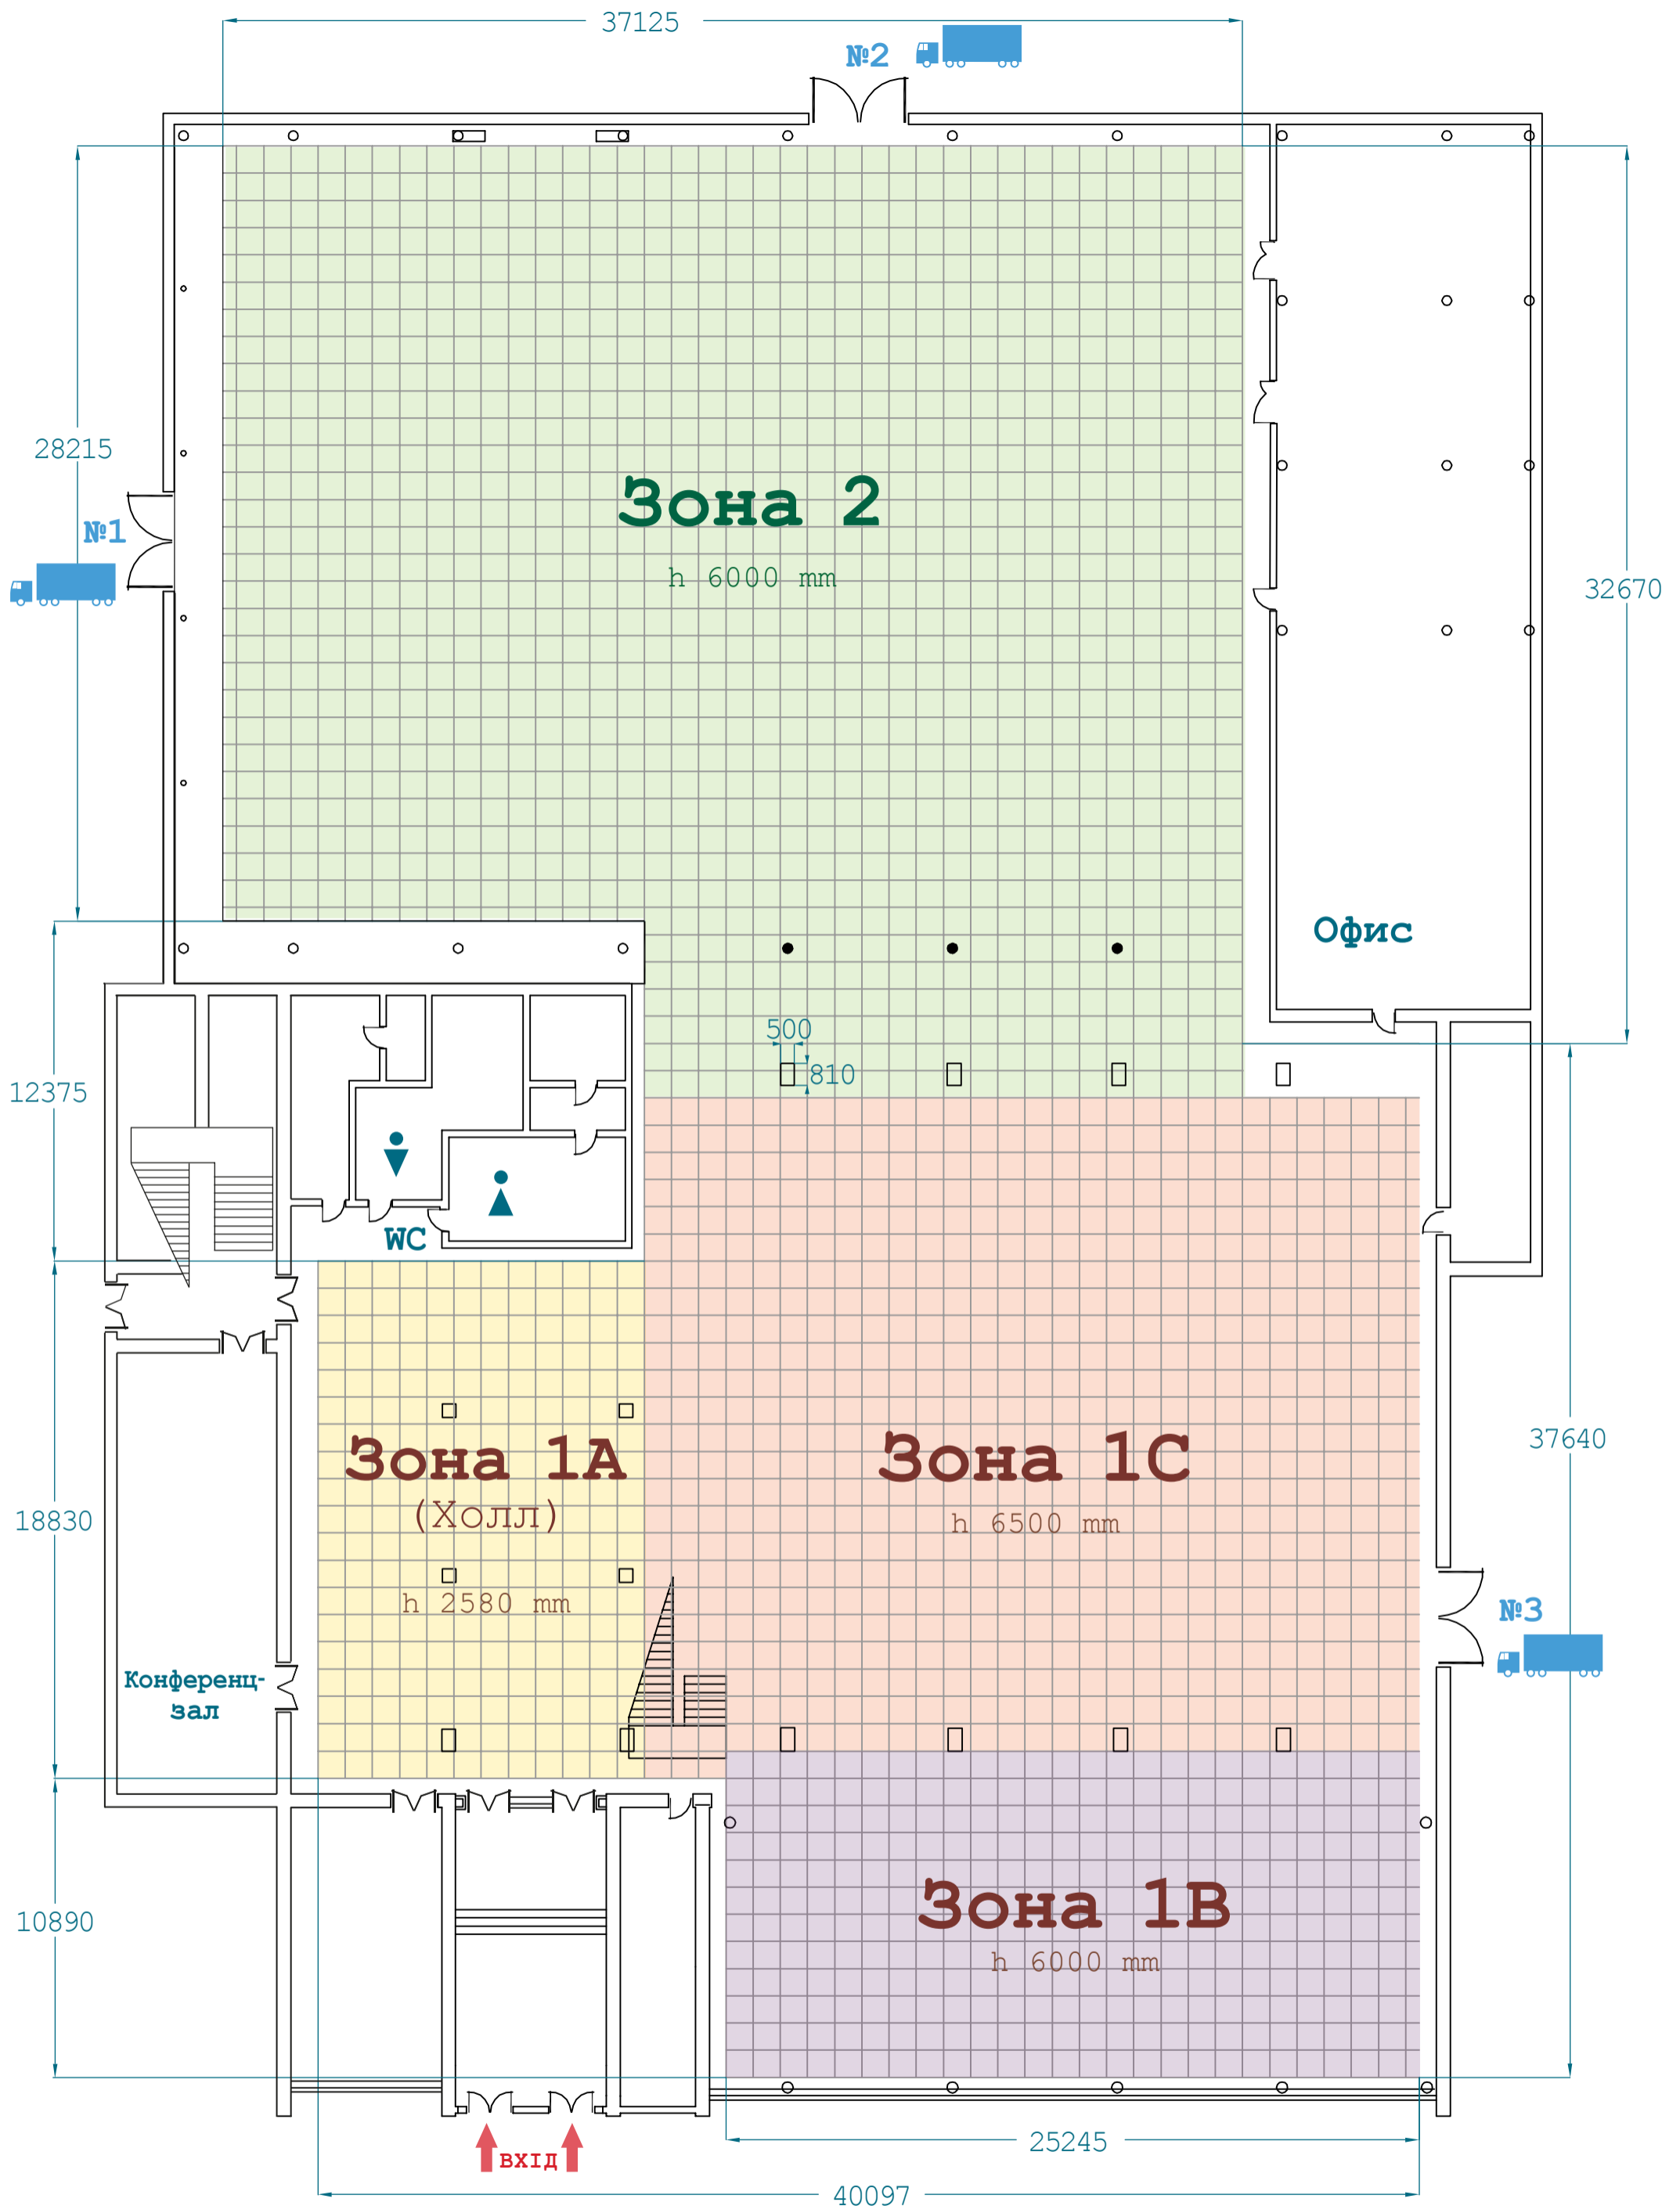 37125
№2
28215
Зона 2
№1
h 6000 mm
32670
Офис
500
810
12375
WC
37640
Зона 1А
Зона 1С
(Холл)
h 6500 mm
18830
h 2580 mm
№3
Конференц-
зал
Зона 1В
10890
h 6000 mm
25245
ВХІД
40097